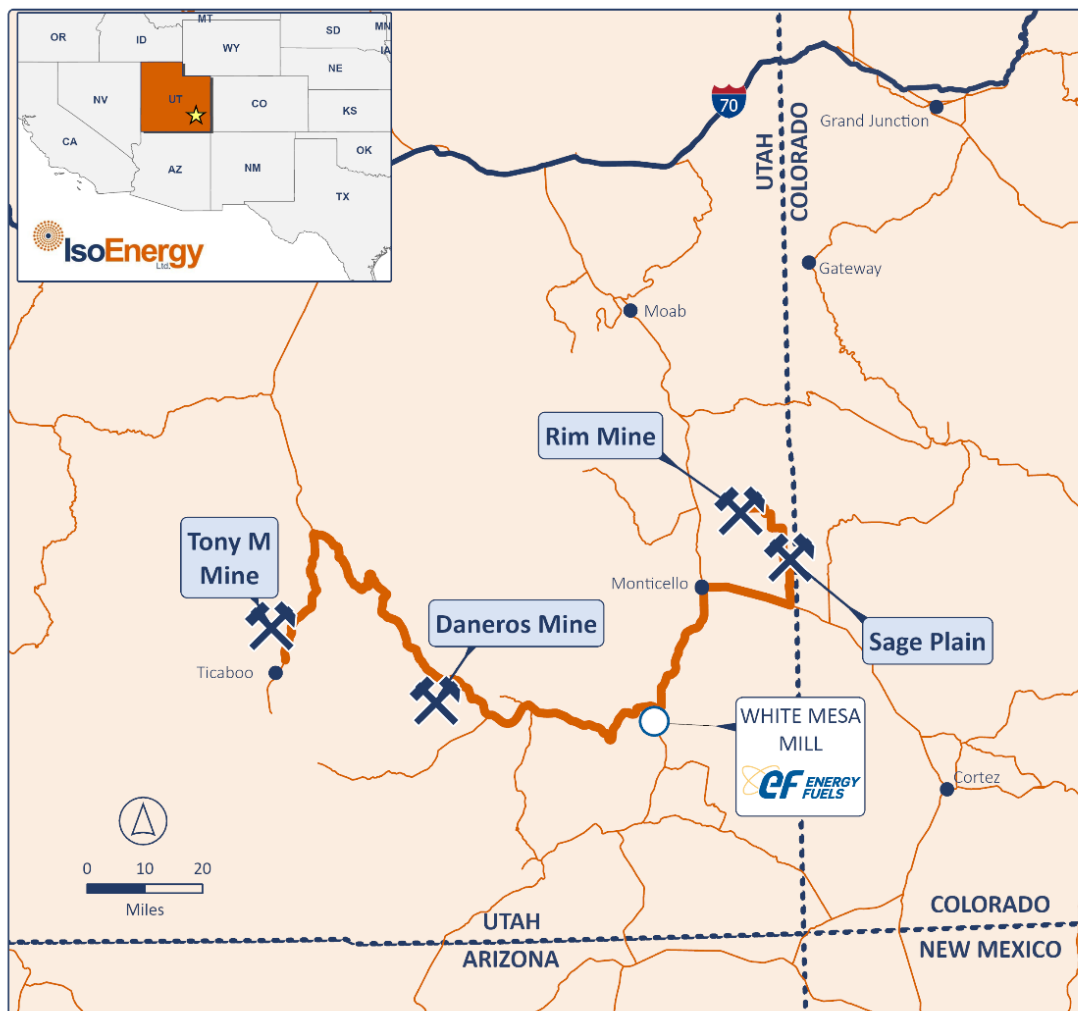 MT
OR
ID
SD
MN
WY
IA
NE
NV
UT
CO
KS
CA
OK
AZ
NM
TX
IsoEnergy
Ltd.
70
Grand Junction
UTAH
COLORADO
Gateway
Moab
Rim Mine
Tony M
Mine
Monticello
Daneros Mine
Sage Plain
Ticaboo
WHITE MESA
MILL
ef ENERGY
FUELS
Cortez
0 10 20
Miles
UTAH
ARIZONA
COLORADO
NEW MEXICO